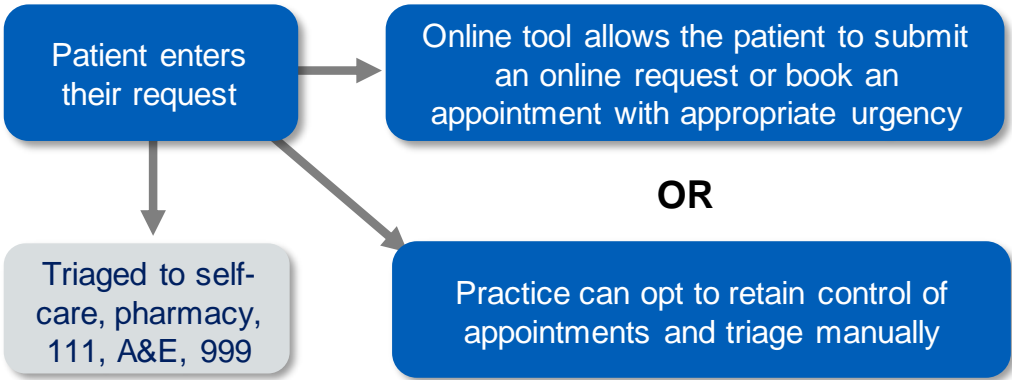 Patient enters
their request
Online tool allows the patient to submit
an online request or book an
appointment with appropriate urgency
OR
Triaged to self-
care, pharmacy,
111, A&E, 999
Practice can opt to retain control of
appointments and triage manually